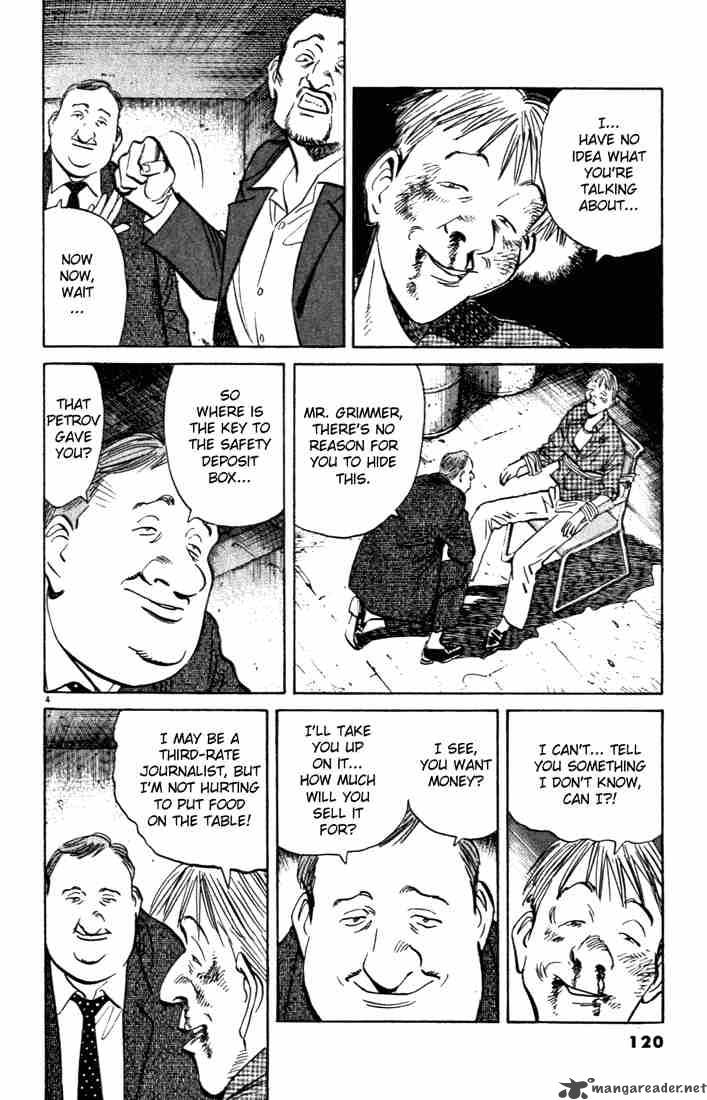 I...
HAVE NO
IDEA WHAT
YOU'RE
TALKING
ABOUT...
NOW
NOW,
WAIT
...
MR. GRIMMER,
THERE'S NO
REASON FOR
YOU TO HIDE
THIS.
SO
WHERE IS
THE KEY TO
THE SAFETY
DEPOSIT
BOX...
THAT
PETROV
GAVE
YOU?
4
I CAN'T... TELL
YOU SOMETHING
I DON'T KNOW,
CAN I?!
I SEE,
YOU WANT
MONEY?
I'LL TAKE
YOU UP
ON IT...
HOW MUCH
WILL YOU
SELL IT
FOR?
I MAY BE A
THIRD-RATE
JOURNALIST, BUT
I'M NOT HURTING
TO PUT FOOD
ON THE TABLE!
120
mangareader.net